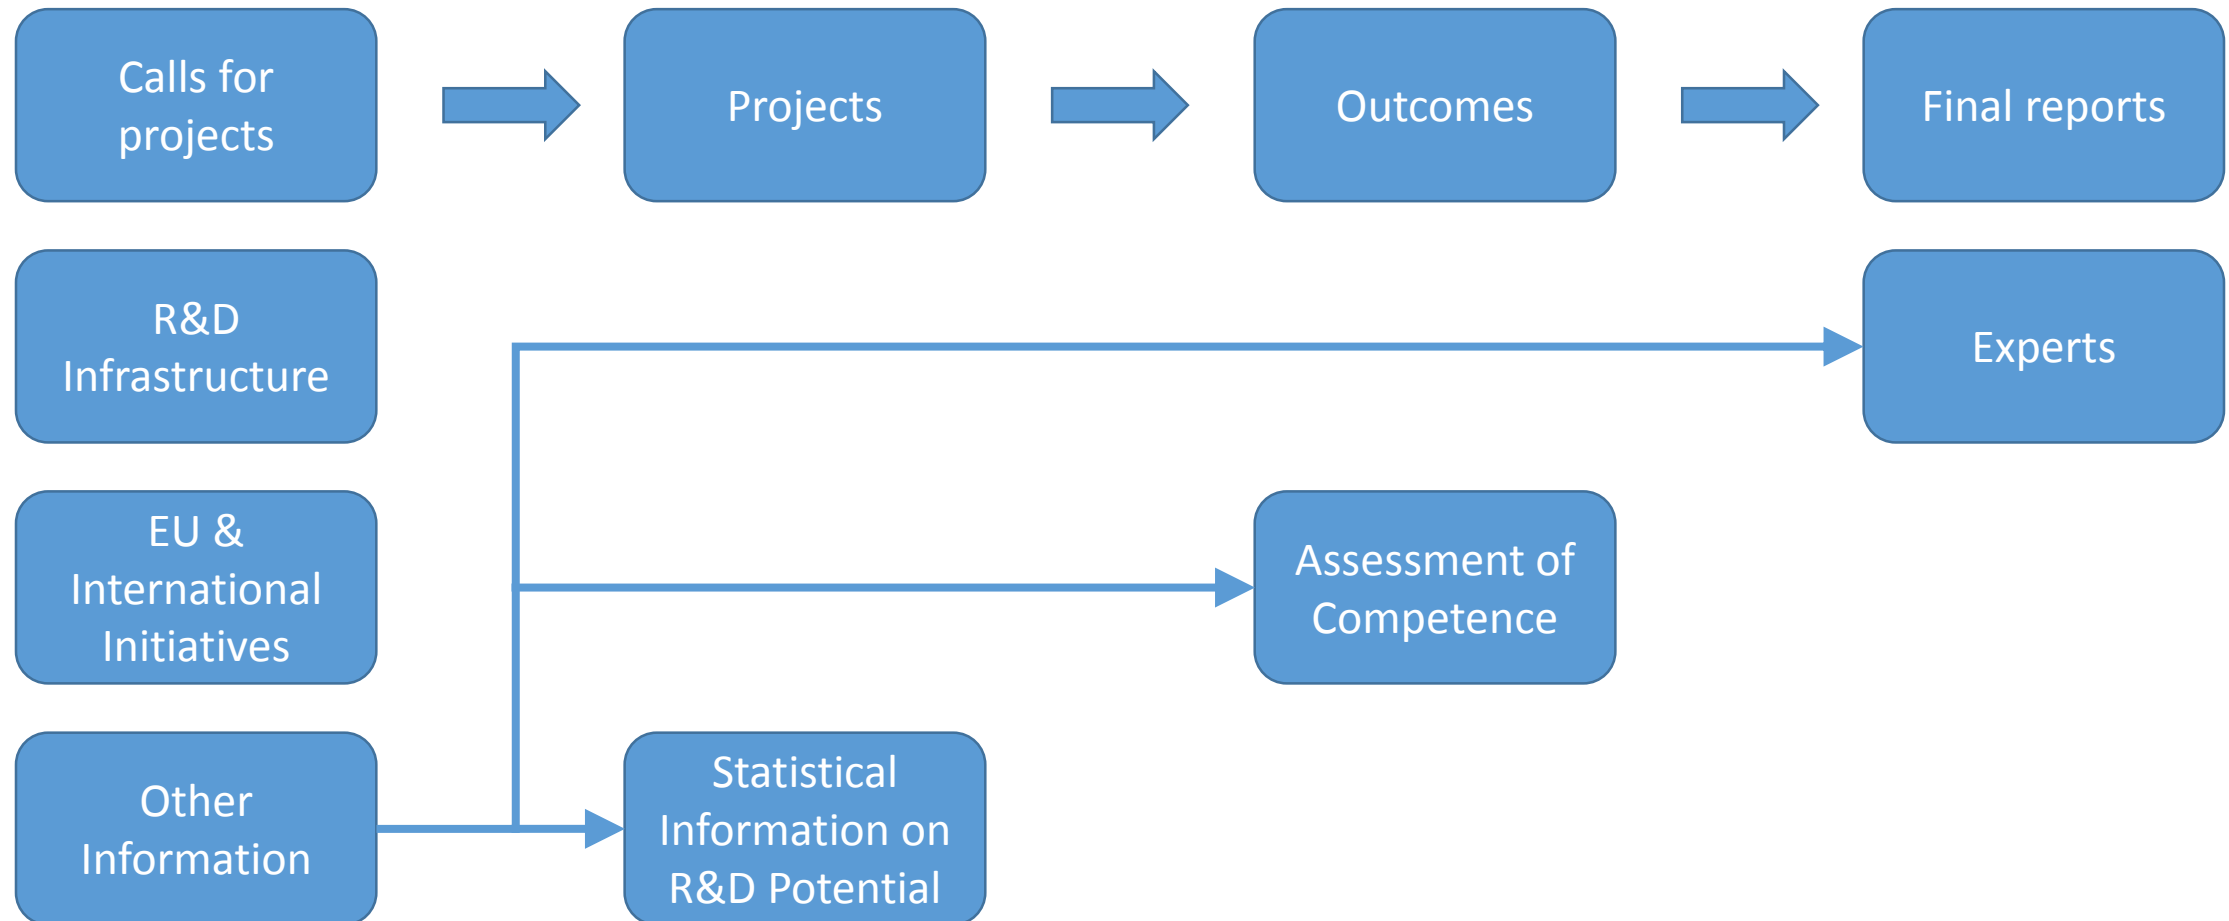 Calls for
projects
Projects
Outcomes
Final reports
R&D
Infrastructure
Experts
EU &
International
Initiatives
Assessment of
Competence
Other
Information
Statistical
Information on
R&D Potential